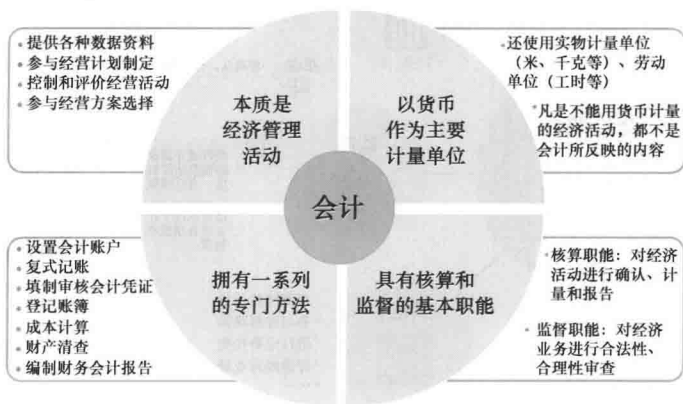 • 提供各种数据资料
• 参与经营计划制定
• 控制和评价经营活动
• 参与经营方案选择
本质是
经济管理
活动
以货币
作为主要
计量单位
• 还使用实物计量单位
（米、千克等）、劳动
单位（工时等）
• 凡是不能用货币计量
的经济活动，都不是
会计所反映的内容
会计
• 设置会计账户
• 复式记账
• 填制审核会计凭证
• 登记账簿
• 成本计算
• 财产清查
• 编制财务会计报告
拥有一系列
的专门方法
具有核算和
监督的基本职能
• 核算职能：对经济
活动进行确认、计
量和报告
• 监督职能：对经济
业务进行合法性、
合理性审查